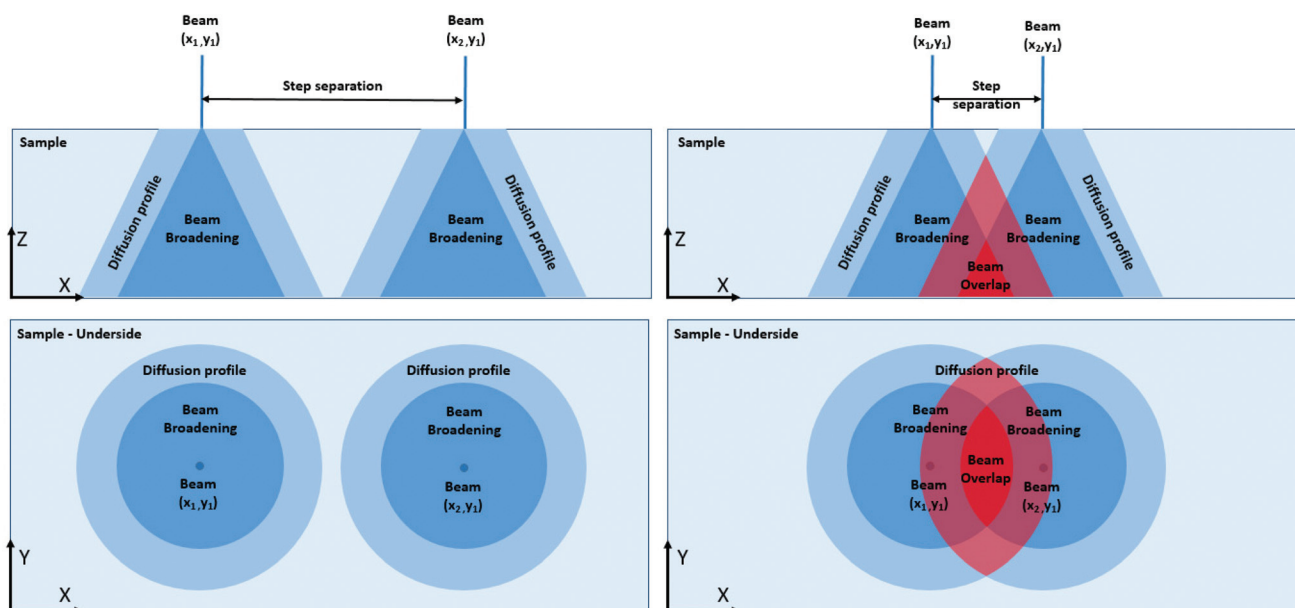 Beam
(x₁,y₁)
Beam
(x₂,y₁)
Step separation
Sample
Diffusion profile
Beam
Broadening
Beam
Broadening
Diffusion profile
Z
X
Sample - Underside
Diffusion profile
Beam
Broadening
Beam
(x₁,y₁)
Diffusion profile
Beam
Broadening
Beam
(x₂,y₁)
Y
X
Beam
(x₁,y₁)
Beam
(x₂,y₁)
Step
separation
Sample
Diffusion profile
Beam
Broadening
Beam
Broadening
Diffusion profile
Beam
Overlap
Z
X
Sample - Underside
Diffusion profile
Beam
Broadening
Beam
Broadening
Beam
Overlap
Beam
(x₁,y₁)
Beam
(x₂,y₁)
Y
X